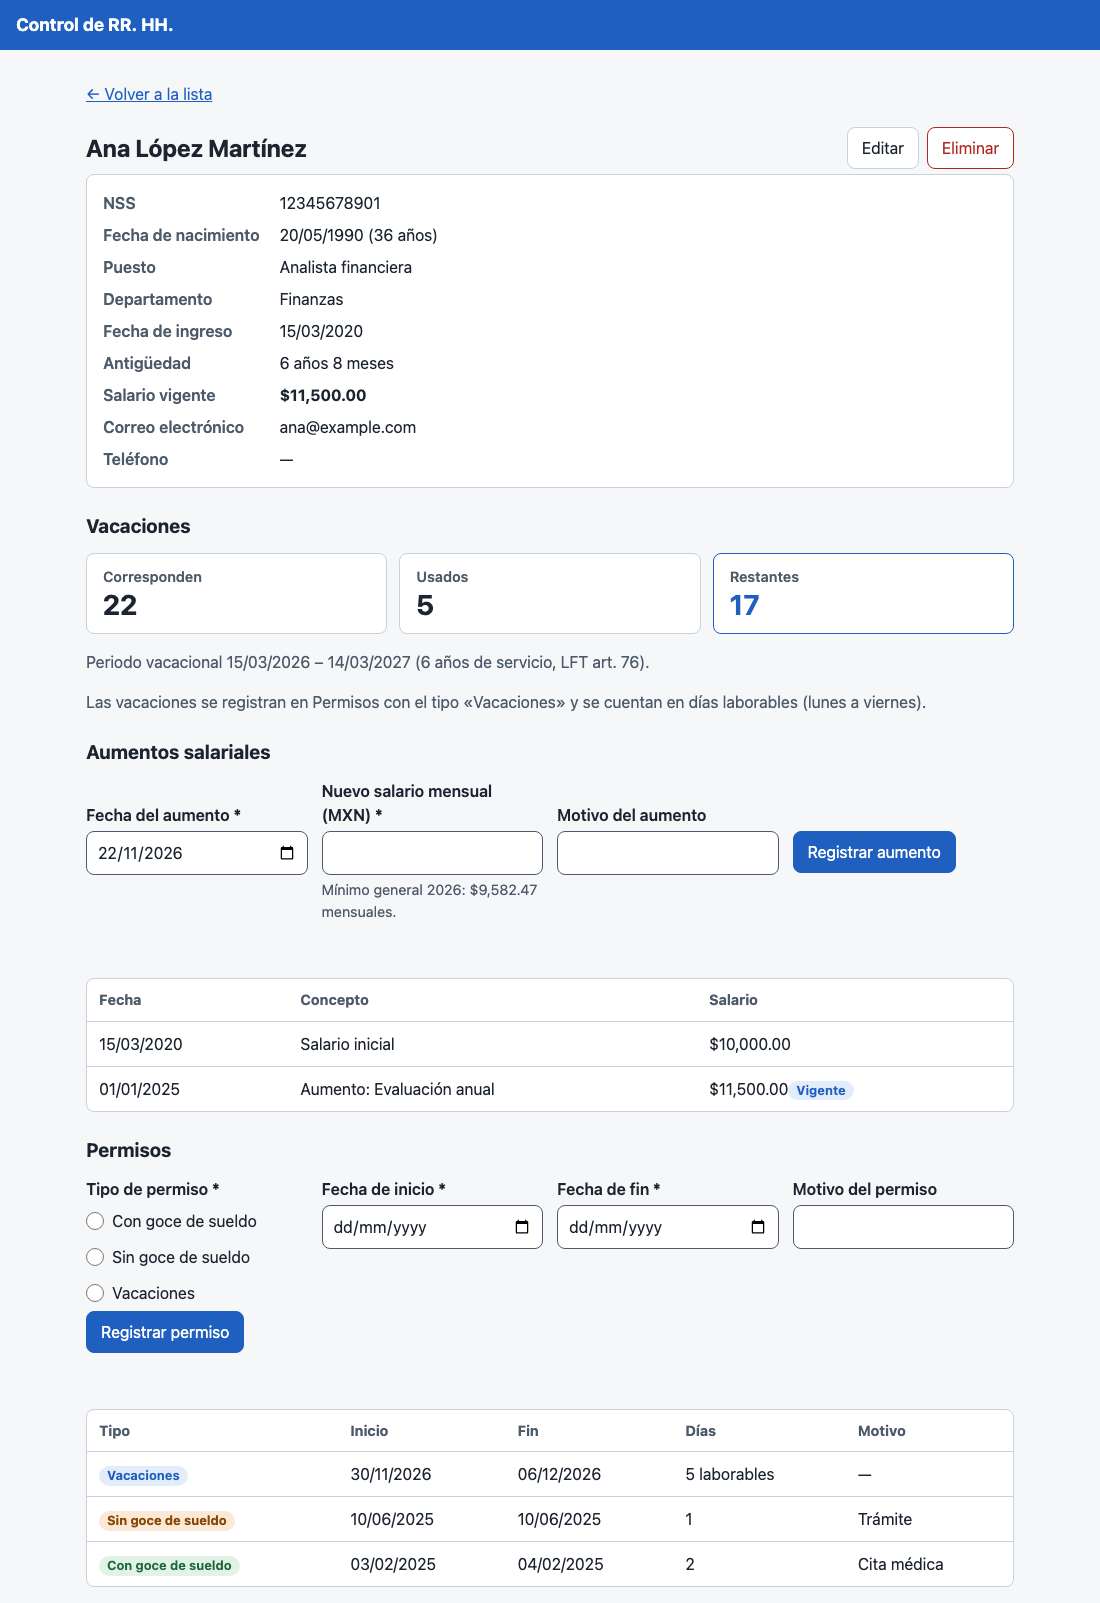 Control de RR. HH.
← Volver a la lista
Ana López Martínez
Editar
Eliminar
NSS 12345678901
Fecha de nacimiento 20/05/1990 (36 años)
Puesto Analista financiera
Departamento Finanzas
Fecha de ingreso 15/03/2020
Antigüedad 6 años 8 meses
Salario vigente $11,500.00
Correo electrónico ana@example.com
Teléfono —
Vacaciones
Corresponden
22
Usados
5
Restantes
17
Periodo vacacional 15/03/2026 – 14/03/2027 (6 años de servicio, LFT art. 76).
Las vacaciones se registran en Permisos con el tipo «Vacaciones» y se cuentan en días laborables (lunes a viernes).
Aumentos salariales
Fecha del aumento *
22/11/2026
Nuevo salario mensual
(MXN) *
Mínimo general 2026: $9,582.47
mensuales.
Motivo del aumento
Registrar aumento
Fecha Concepto Salario
15/03/2020 Salario inicial $10,000.00
01/01/2025 Aumento: Evaluación anual $11,500.00 Vigente
Permisos
Tipo de permiso *
Con goce de sueldo
Sin goce de sueldo
Vacaciones
Fecha de inicio *
dd/mm/yyyy
Fecha de fin *
dd/mm/yyyy
Motivo del permiso
Registrar permiso
Tipo Inicio Fin Días Motivo
Vacaciones 30/11/2026 06/12/2026 5 laborables —
Sin goce de sueldo 10/06/2025 10/06/2025 1 Trámite
Con goce de sueldo 03/02/2025 04/02/2025 2 Cita médica